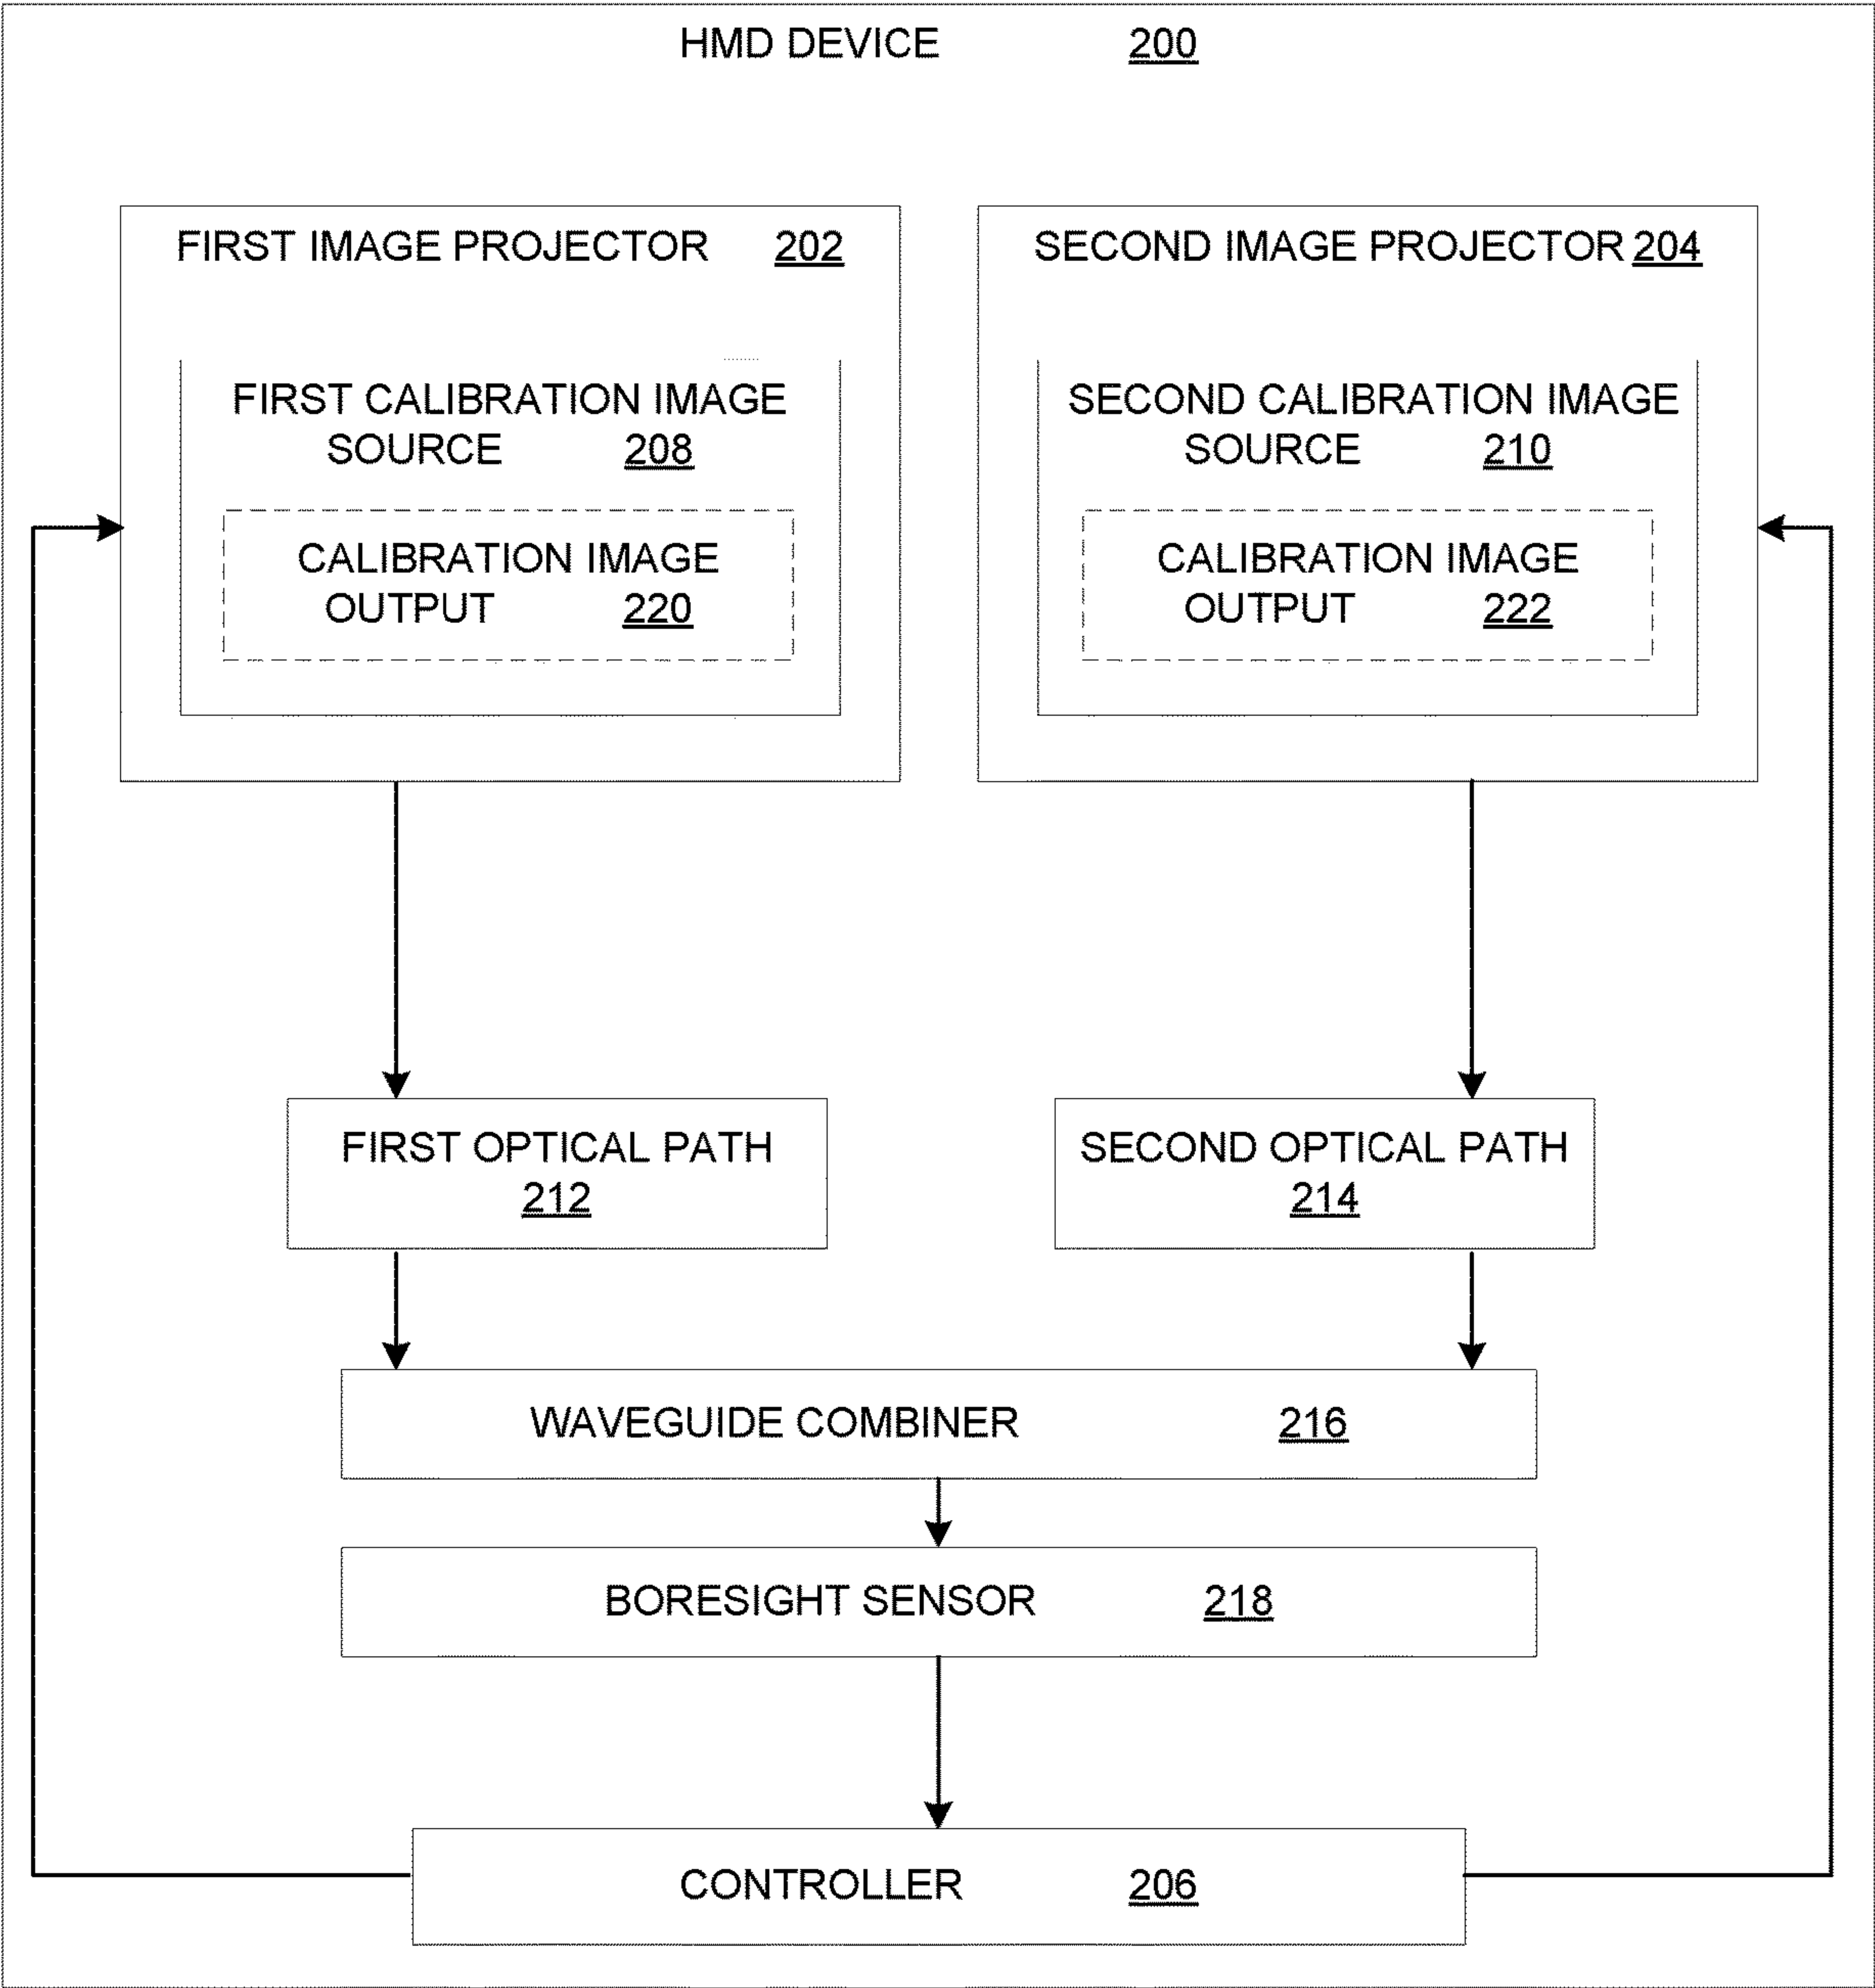 HMD DEVICE 200
FIRST IMAGE PROJECTOR 202
FIRST CALIBRATION IMAGE
SOURCE 208
CALIBRATION IMAGE
OUTPUT 220
SECOND IMAGE PROJECTOR 204
SECOND CALIBRATION IMAGE
SOURCE 210
CALIBRATION IMAGE
OUTPUT 222
FIRST OPTICAL PATH
212
SECOND OPTICAL PATH
214
WAVEGUIDE COMBINER 216
BORESIGHT SENSOR 218
CONTROLLER 206